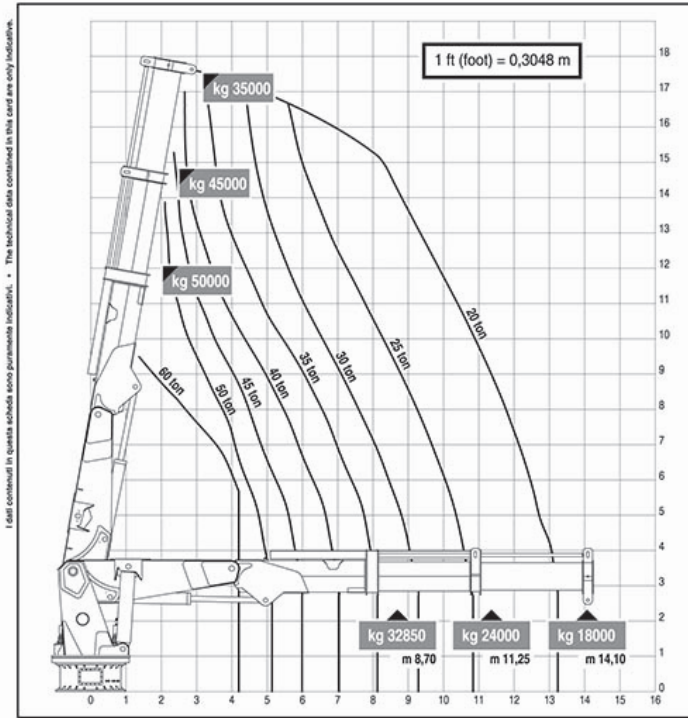 I dati contenuti in questa scheda sono puramente indicativi. • The technical data contained in this card are only indicative.
1 ft (foot) = 0,3048 m
kg 35000
kg 45000
kg 50000
60 ton
50 ton
45 ton
40 ton
35 ton
30 ton
25 ton
20 ton
18
17
16
15
14
13
12
11
10
9
8
7
6
5
4
3
2
1
0
kg 32850
m 8,70
kg 24000
m 11,25
kg 18000
m 14,10
0 1 2 3 4 5 6 7 8 9 10 11 12 13 14 15 16